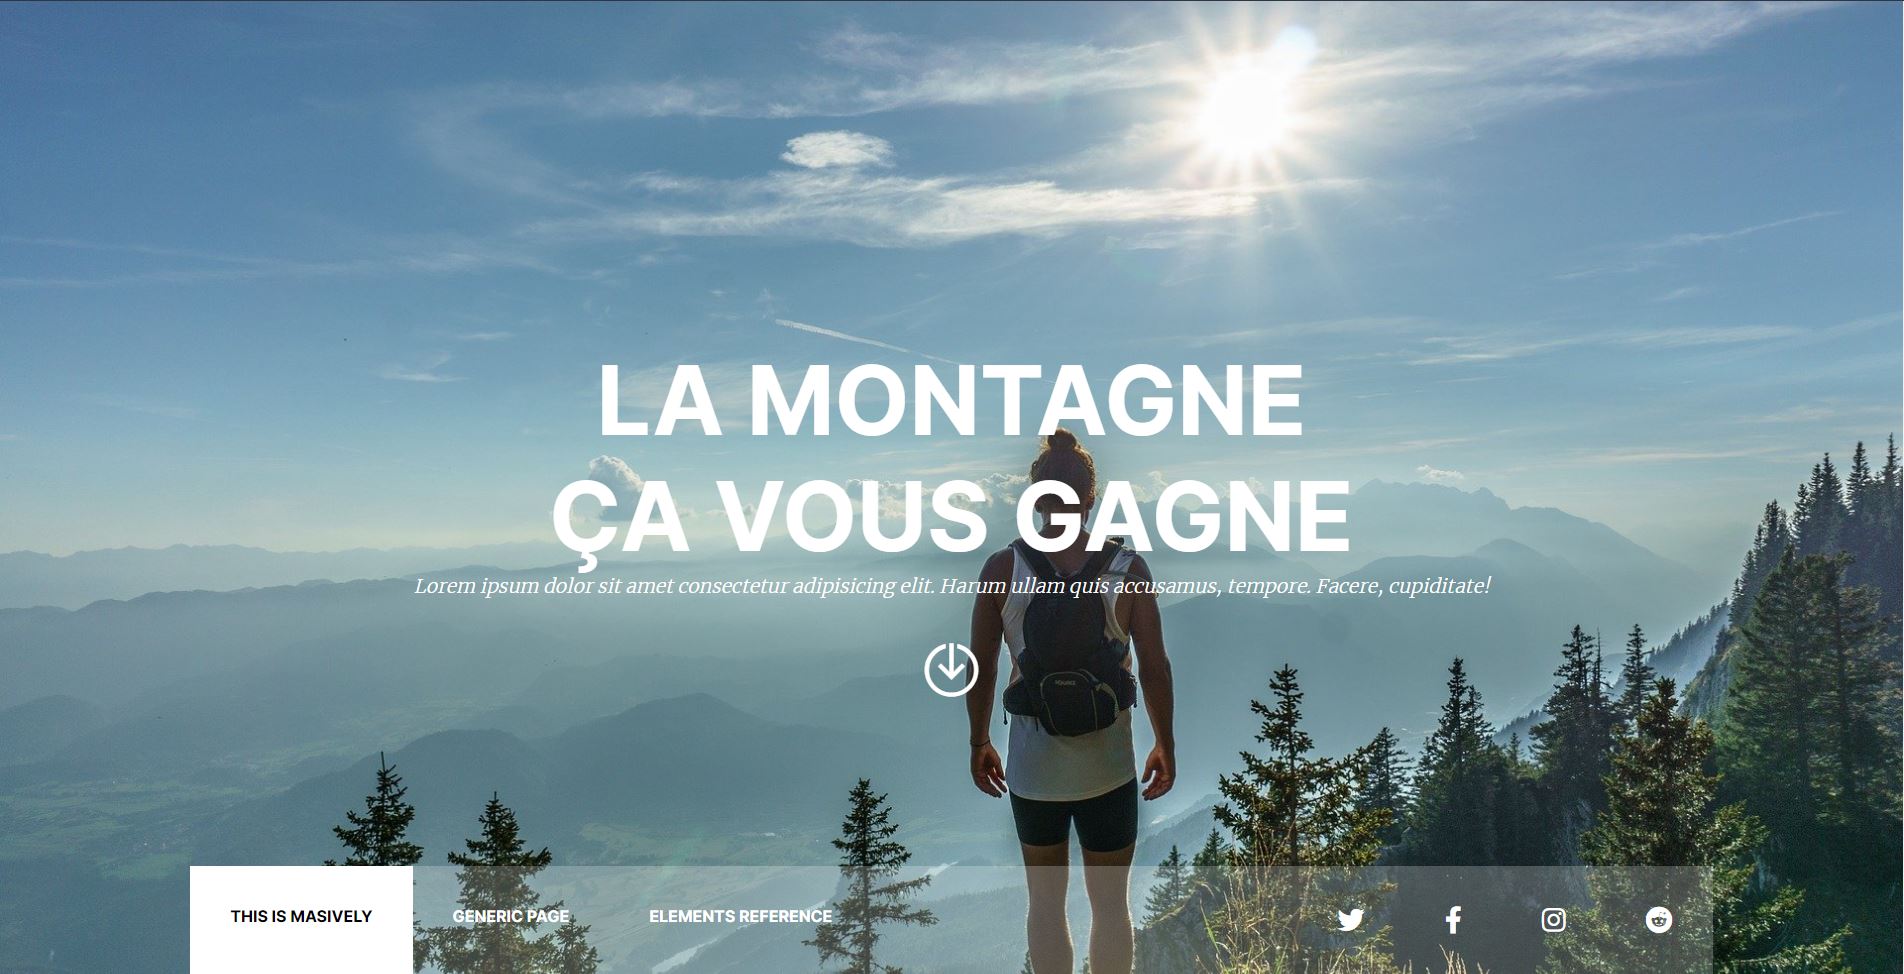 LA MONTAGNE
ÇA VOUS GAGNE
Lorem ipsum dolor sit amet consectetur adipisicing elit. Harum ullam quis accusamus, tempore. Facere, cupiditate!
THIS IS MASIVELY
GENERIC PAGE
ELEMENTS REFERENCE